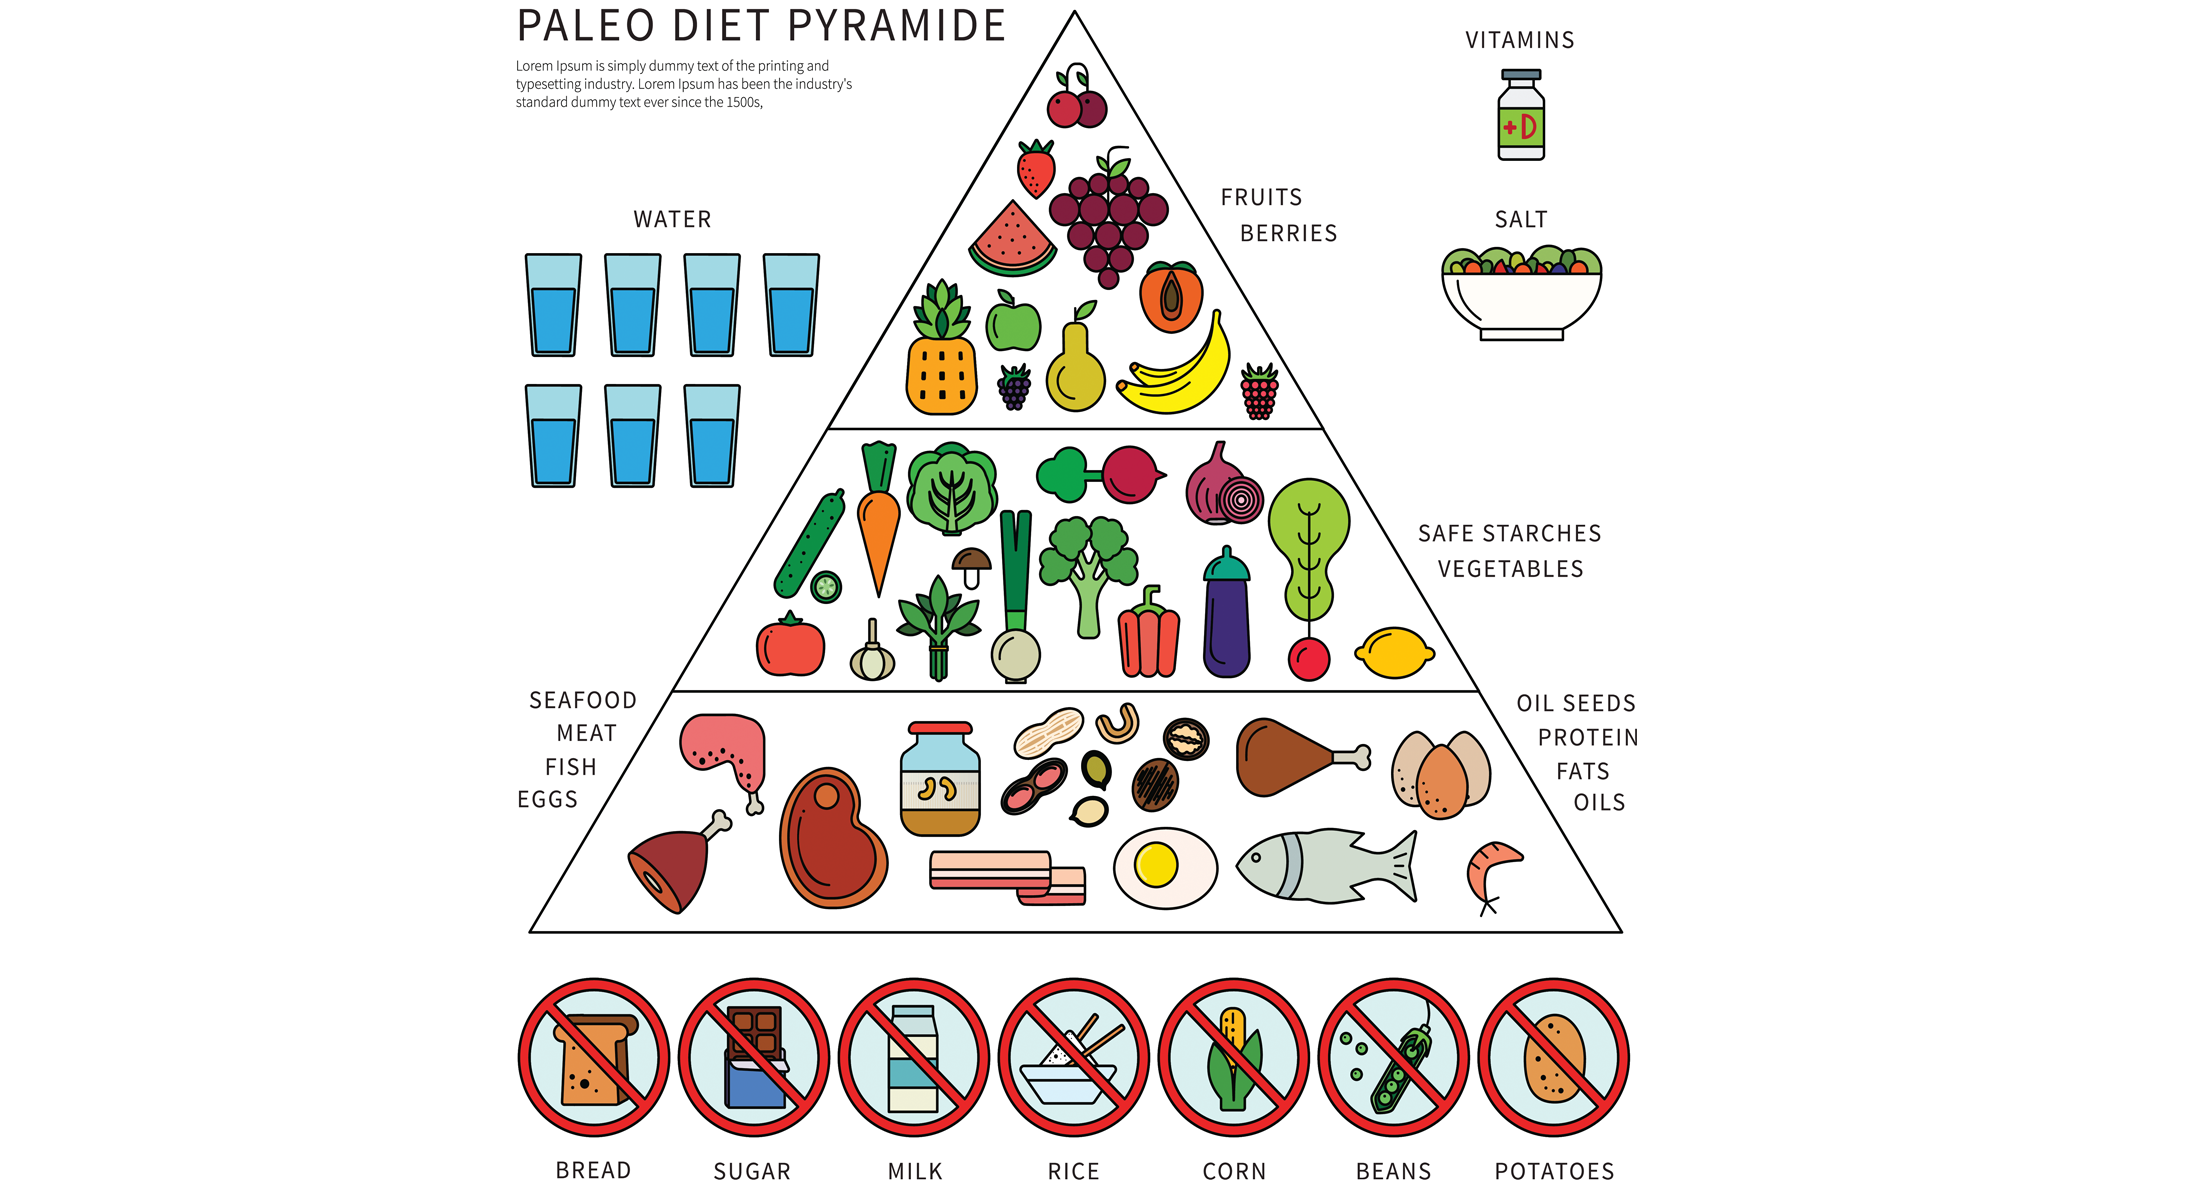 PALEO DIET PYRAMIDE
Lorem Ipsum is simply dummy text of the printing and
typesetting industry. Lorem Ipsum has been the industry's
standard dummy text ever since the 1500s,
VITAMINS
+D
FRUITS
BERRIES
WATER
SALT
SAFE STARCHES
VEGETABLES
SEAFOOD
MEAT
FISH
EGGS
OIL SEEDS
PROTEIN
FATS
OILS
BREAD
SUGAR
MILK
RICE
CORN
BEANS
POTATOES